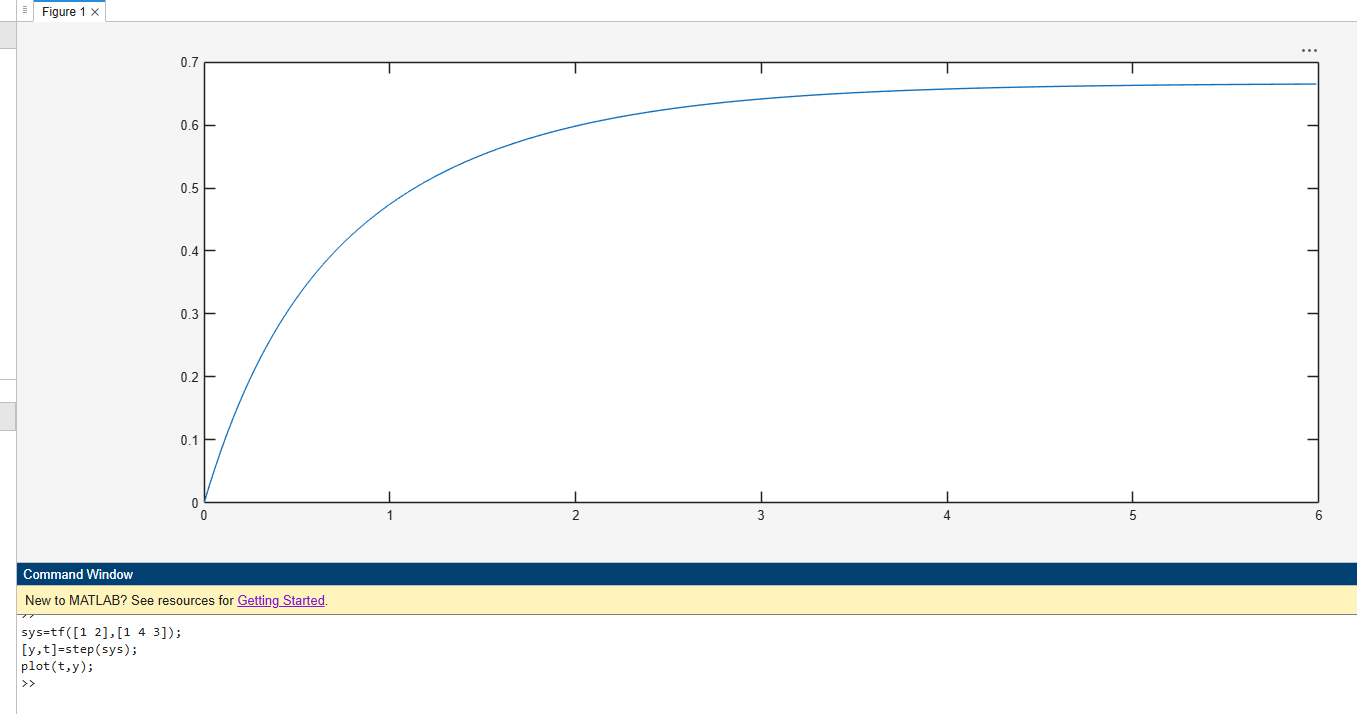 Figure 1
0.7
0.6
0.5
0.4
0.3
0.2
0.1
0
0 1 2 3 4 5 6
Command Window
New to MATLAB? See resources for Getting Started.
>>
sys=tf([1 2],[1 4 3]);
[y,t]=step(sys);
plot(t,y);
>>